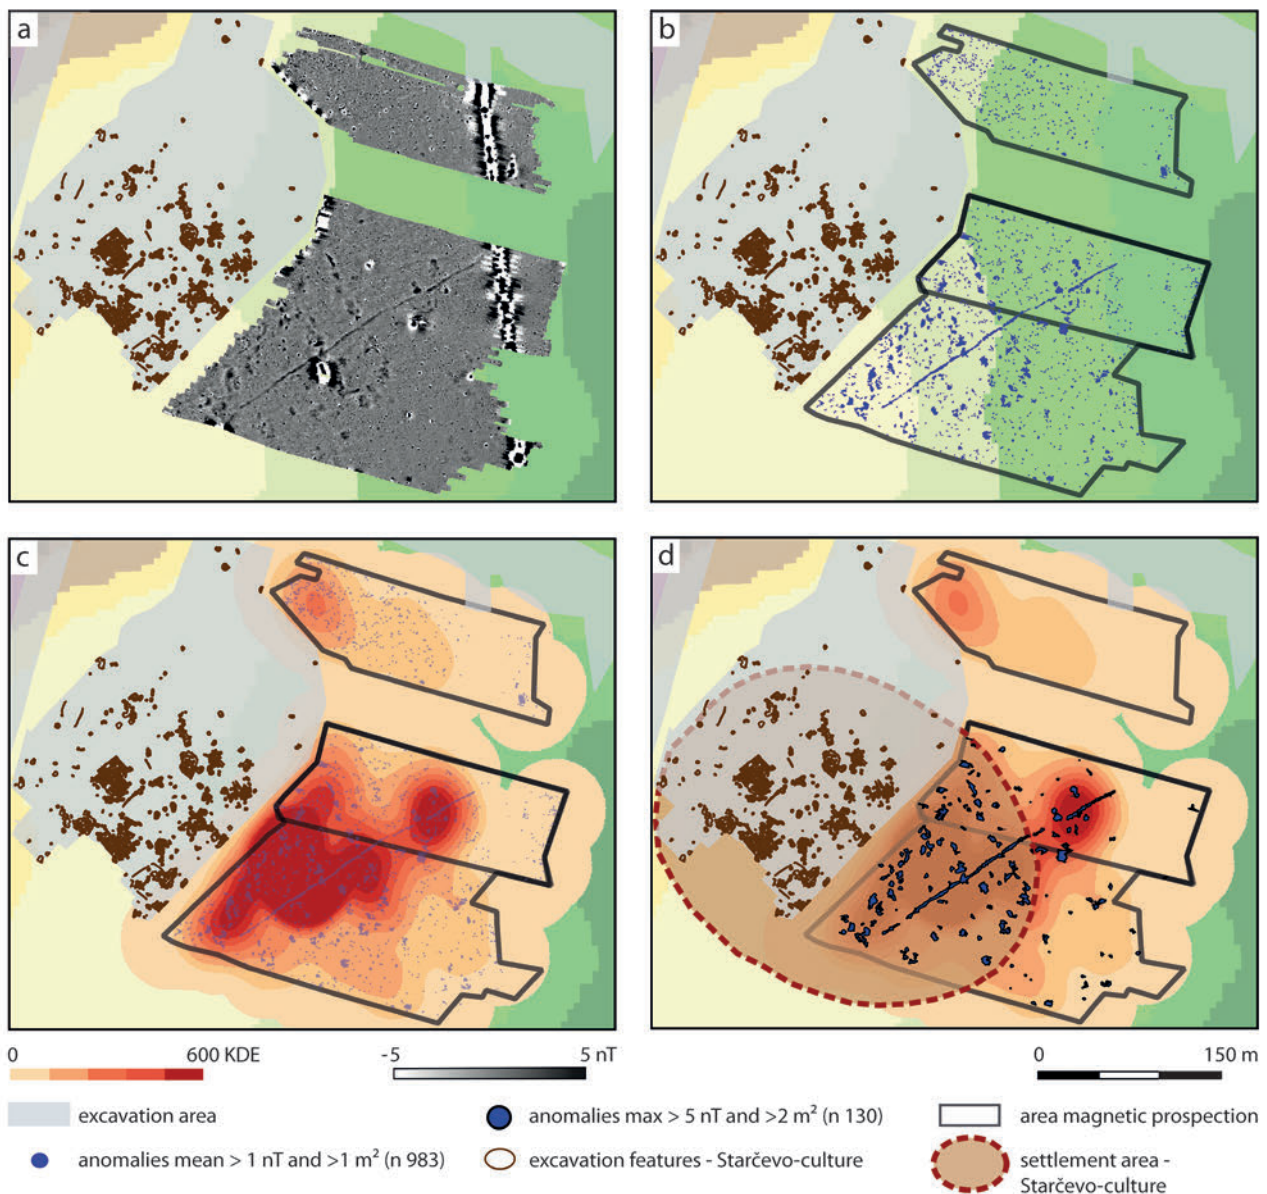 a
b
c
d
0 600 KDE
-5 5 nT
0 150 m
excavation area
anomalies max > 5 nT and >2 m² (n 130)
area magnetic prospection
anomalies mean > 1 nT and >1 m² (n 983)
excavation features - Starčevo-culture
settlement area -
Starčevo-culture